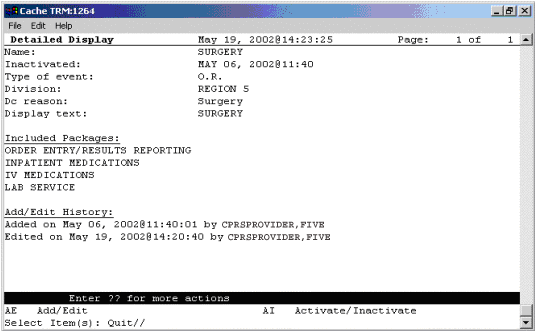 Cache TRM:1264
File Edit Help
Detailed Display May 19, 2002@14:23:25 Page: 1 of 1
Name: SURGERY
Inactivated: MAY 06, 2002@11:40
Type of event: O.R.
Division: REGION 5
Dc reason: Surgery
Display text: SURGERY
Included Packages:
ORDER ENTRY/RESULTS REPORTING
INPATIENT MEDICATIONS
IV MEDICATIONS
LAB SERVICE
Add/Edit History:
Added on May 06, 2002@11:40:01 by CPRSPROVIDER,FIVE
Edited on May 19, 2002@14:20:40 by CPRSPROVIDER,FIVE
Enter ?? for more actions
AE Add/Edit AI Activate/Inactivate
Select Item(s): Quit//